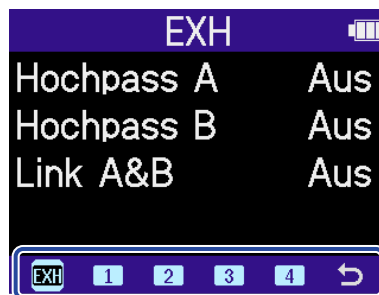 EXH
Hochpass A Aus
Hochpass B Aus
Link A&B Aus
EXH 1 2 3 4